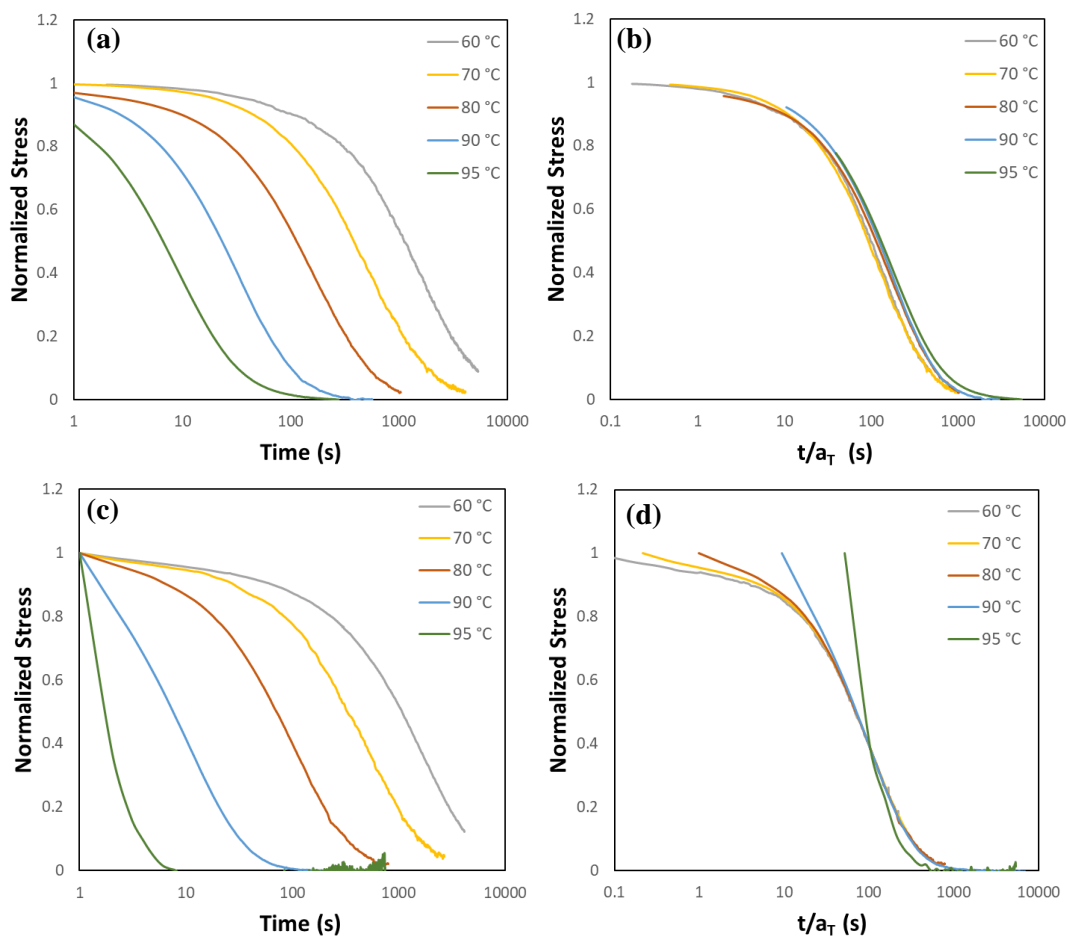 (a)
1.2
1
0.8
0.6
0.4
0.2
0
Normalized Stress
1 10 100 1000 10000
Time (s)
60 °C
70 °C
80 °C
90 °C
95 °C
(b)
1.2
1
0.8
0.6
0.4
0.2
0
Normalized Stress
0.1 1 10 100 1000 10000
t/aT (s)
60 °C
70 °C
80 °C
90 °C
95 °C
(c)
1.2
1
0.8
0.6
0.4
0.2
0
Normalized Stress
1 10 100 1000 10000
Time (s)
60 °C
70 °C
80 °C
90 °C
95 °C
(d)
1.2
1
0.8
0.6
0.4
0.2
0
Normalized Stress
0.1 1 10 100 1000 10000
t/aT (s)
60 °C
70 °C
80 °C
90 °C
95 °C